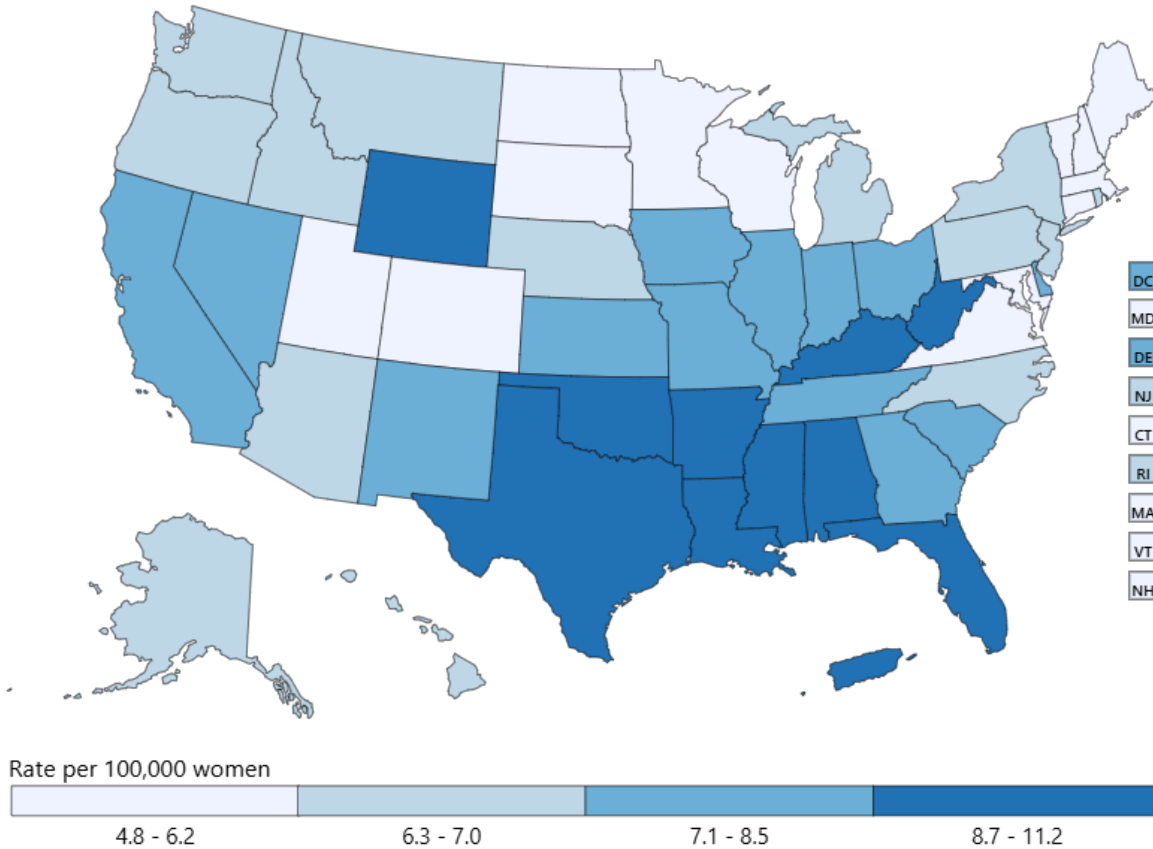 DC
MD
DE
NJ
CT
RI
MA
VT
NH
Rate per 100,000 women
4.8 - 6.2
6.3 - 7.0
7.1 - 8.5
8.7 - 11.2